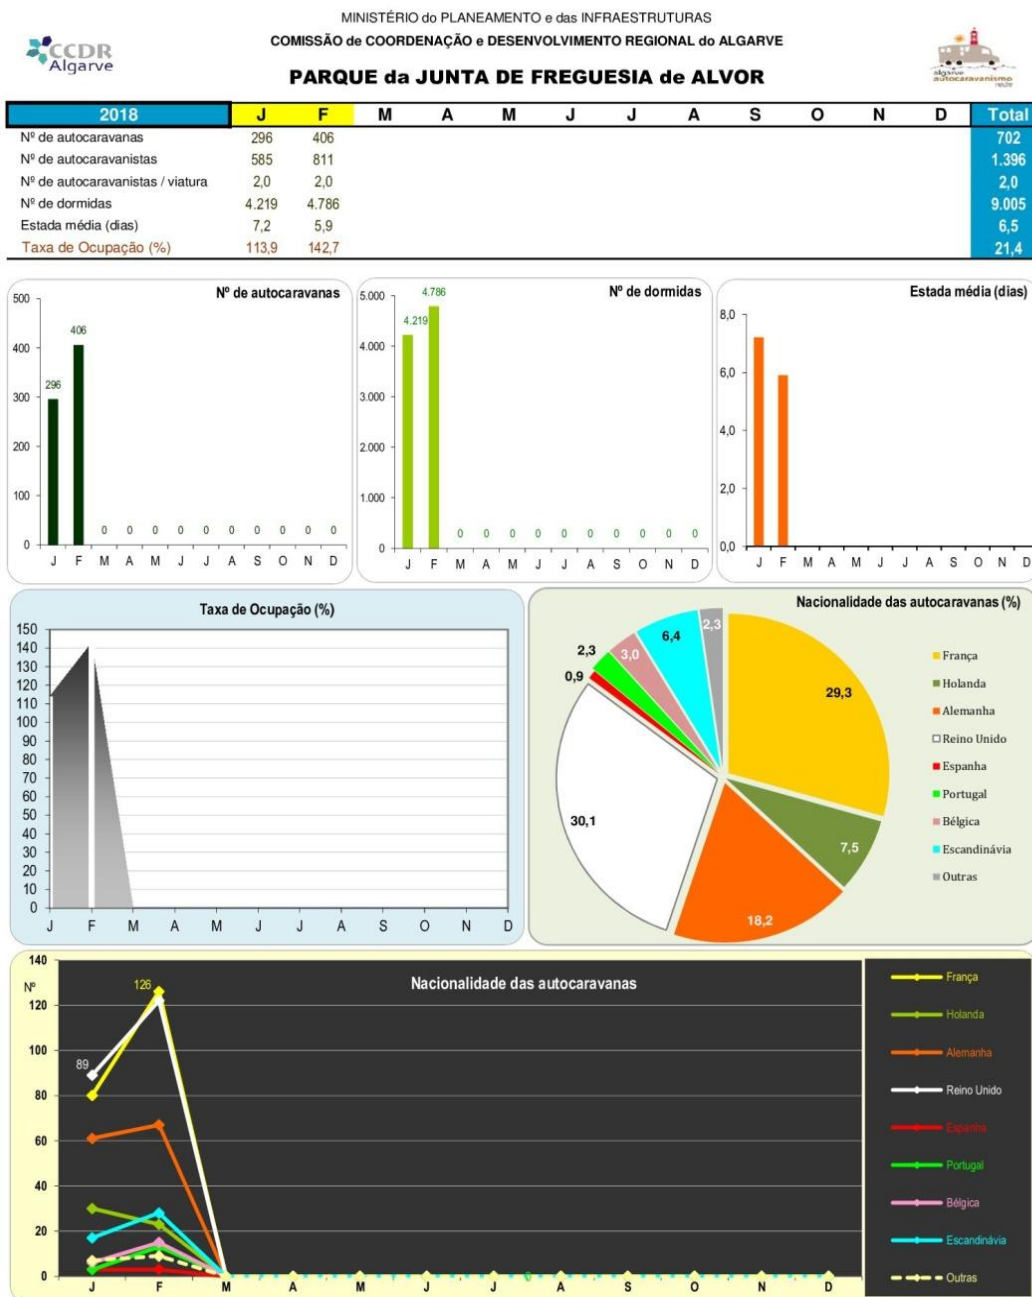 MINISTÉRIO do PLANEAMENTO e das INFRAESTRUTURAS
COMISSÃO de COORDENAÇÃO e DESENVOLVIMENTO REGIONAL do ALGARVE
CCDR
Algarve
PARQUE da JUNTA DE FREGUESIA de ALVOR
algarve
autocaravanismo
rede
2018 J F M A M J J A S O N D Total
Nº de autocaravanas 296 406 702
Nº de autocaravanistas 585 811 1.396
Nº de autocaravanistas / viatura 2,0 2,0 2,0
Nº de dormidas 4.219 4.786 9.005
Estada média (dias) 7,2 5,9 6,5
Taxa de Ocupação (%) 113,9 142,7 21,4
Nº de autocaravanas
500
400
300
200
100
0
296
406
0 0 0 0 0 0 0 0 0 0
J F M A M J J A S O N D
Nº de dormidas
5.000
4.000
3.000
2.000
1.000
0
4.219
4.786
0 0 0 0 0 0 0 0 0 0
J F M A M J J A S O N D
Estada média (dias)
8,0
6,0
4,0
2,0
0,0
J F M A M J J A S O N D
Taxa de Ocupação (%)
150
140
130
120
110
100
90
80
70
60
50
40
30
20
10
0
J F M A M J J A S O N D
Nacionalidade das autocaravanas (%)
29,3
7,5
18,2
30,1
0,9
2,3
3,0
6,4
2,3
França
Holanda
Alemanha
Reino Unido
Espanha
Portugal
Bélgica
Escandinávia
Outras
Nacionalidade das autocaravanas
Nº
140
120
100
80
60
40
20
0
89
126
0
J F M A M J J A S O N D
França
Holanda
Alemanha
Reino Unido
Espanha
Portugal
Bélgica
Escandinávia
Outras